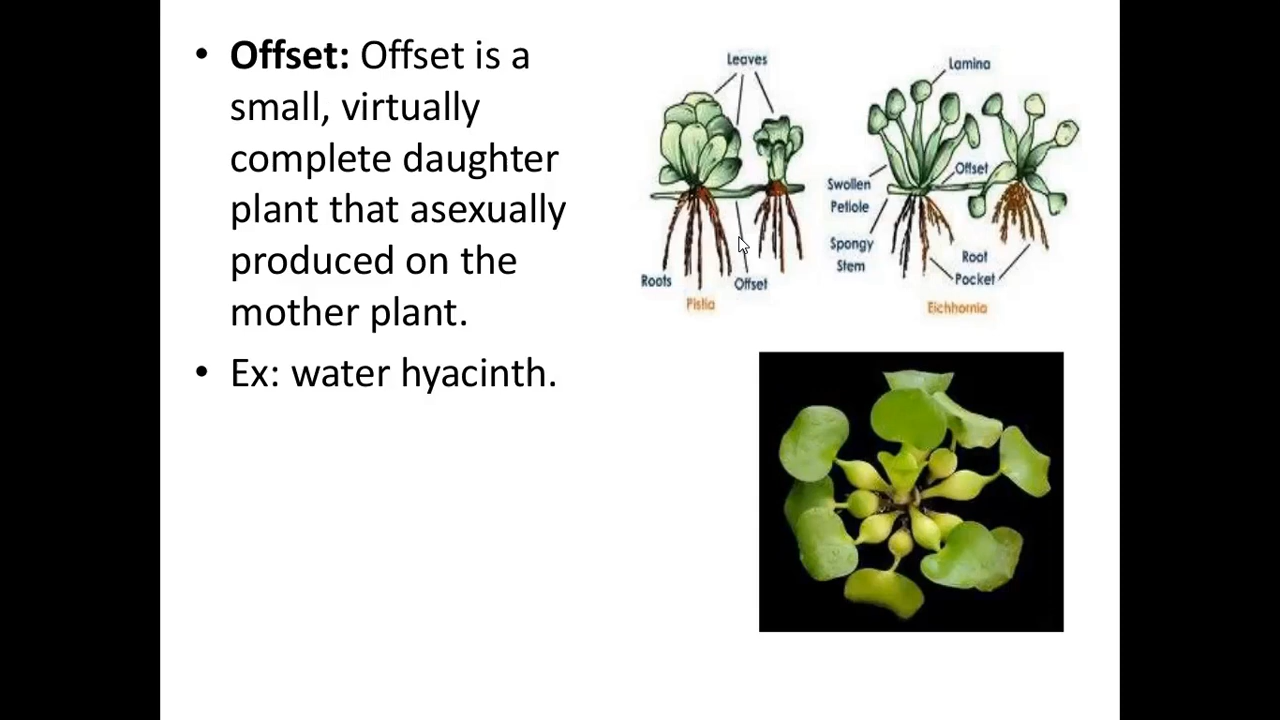 • Offset: Offset is a
small, virtually
complete daughter
plant that asexually
produced on the
mother plant.
• Ex: water hyacinth.
Leaves
Roots
Offset
Pistia
Lamina
Offset
Swollen
Petiole
Spongy
Stem
Root
Pocket
Eichhornia